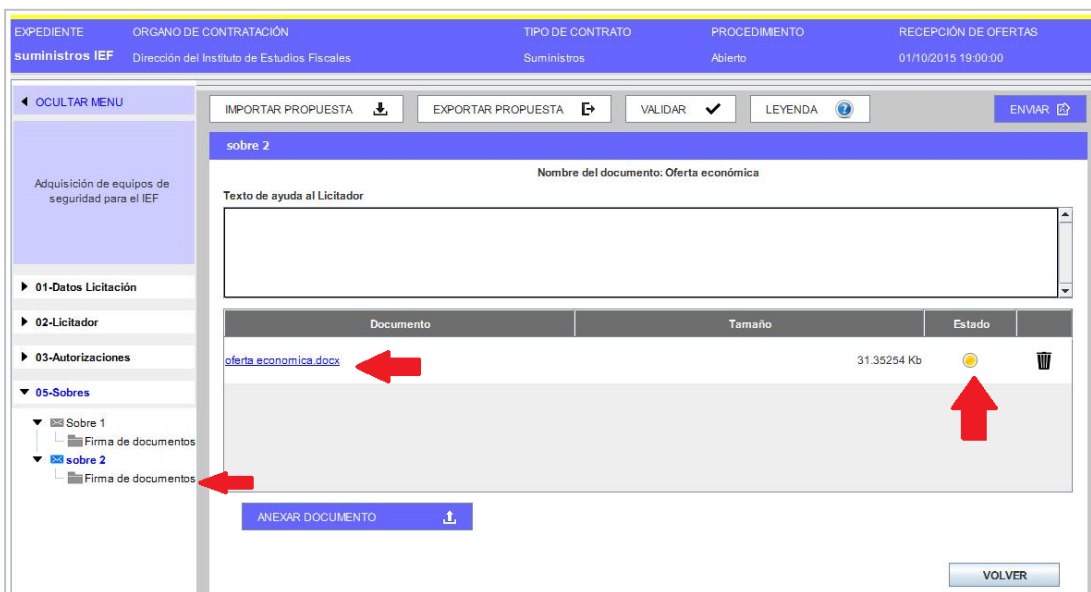 EXPEDIENTE ORGANO DE CONTRATACIÓN TIPO DE CONTRATO PROCEDIMIENTO RECEPCIÓN DE OFERTAS
suministros IEF Dirección del Instituto de Estudios Fiscales Suministros Abierto 01/10/2015 19:00:00
OCULTAR MENU
IMPORTAR PROPUESTA EXPORTAR PROPUESTA VALIDAR LEYENDA ? ENVIAR
sobre 2
Nombre del documento: Oferta económica
Adquisición de equipos de
seguridad para el IEF
Texto de ayuda al Licitador
01-Datos Licitación
02-Licitador
03-Autorizaciones
05-Sobres
Sobre 1
Firma de documentos
sobre 2
Firma de documentos
Documento Tamaño Estado
oferta economica.docx 31.35254 Kb
ANEXAR DOCUMENTO
VOLVER